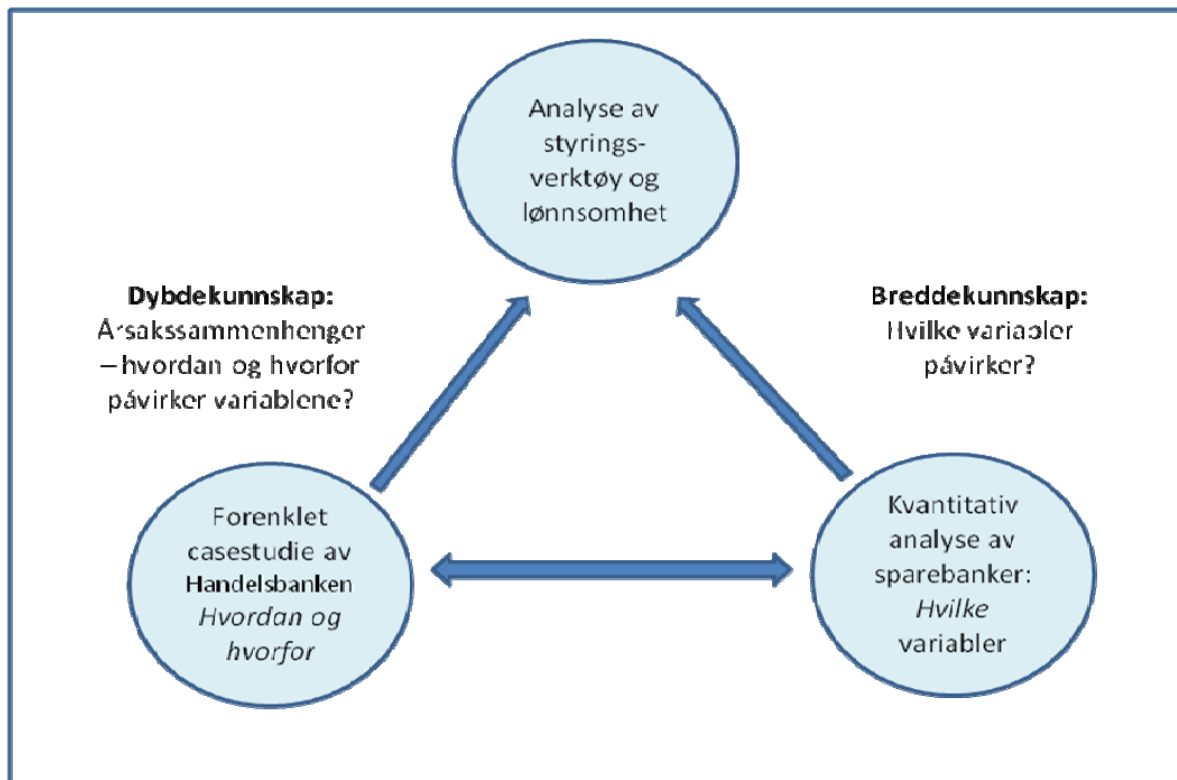 Analyse av
styrings-
verktøy og
lønnsomhet
Dybdekunnskap:
Årsakssammenhenger
– hvordan og hvorfor
påvirker variablene?
Breddekunnskap:
Hvilke variabler
påvirker?
Forenklet
casestudie av
Handelsbanken
Hvordan og
hvorfor
Kvantitativ
analyse av
sparebanker:
Hvilke
variabler